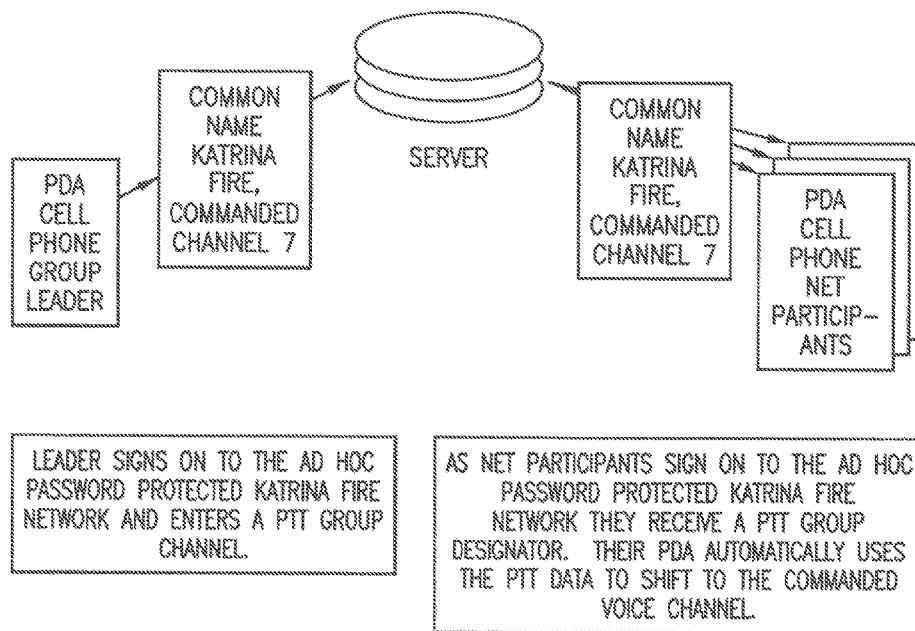 PDA
CELL
PHONE
GROUP
LEADER
COMMON
NAME
KATRINA
FIRE,
COMMANDED
CHANNEL 7
SERVER
COMMON
NAME
KATRINA
FIRE,
COMMANDED
CHANNEL 7
PDA
CELL
PHONE
NET
PARTICIP-
ANTS
LEADER SIGNS ON TO THE AD HOC
PASSWORD PROTECTED KATRINA FIRE
NETWORK AND ENTERS A PTT GROUP
CHANNEL.
AS NET PARTICIPANTS SIGN ON TO THE AD HOC
PASSWORD PROTECTED KATRINA FIRE
NETWORK THEY RECEIVE A PTT GROUP
DESIGNATOR. THEIR PDA AUTOMATICALLY USES
THE PTT DATA TO SHIFT TO THE COMMANDED
VOICE CHANNEL.